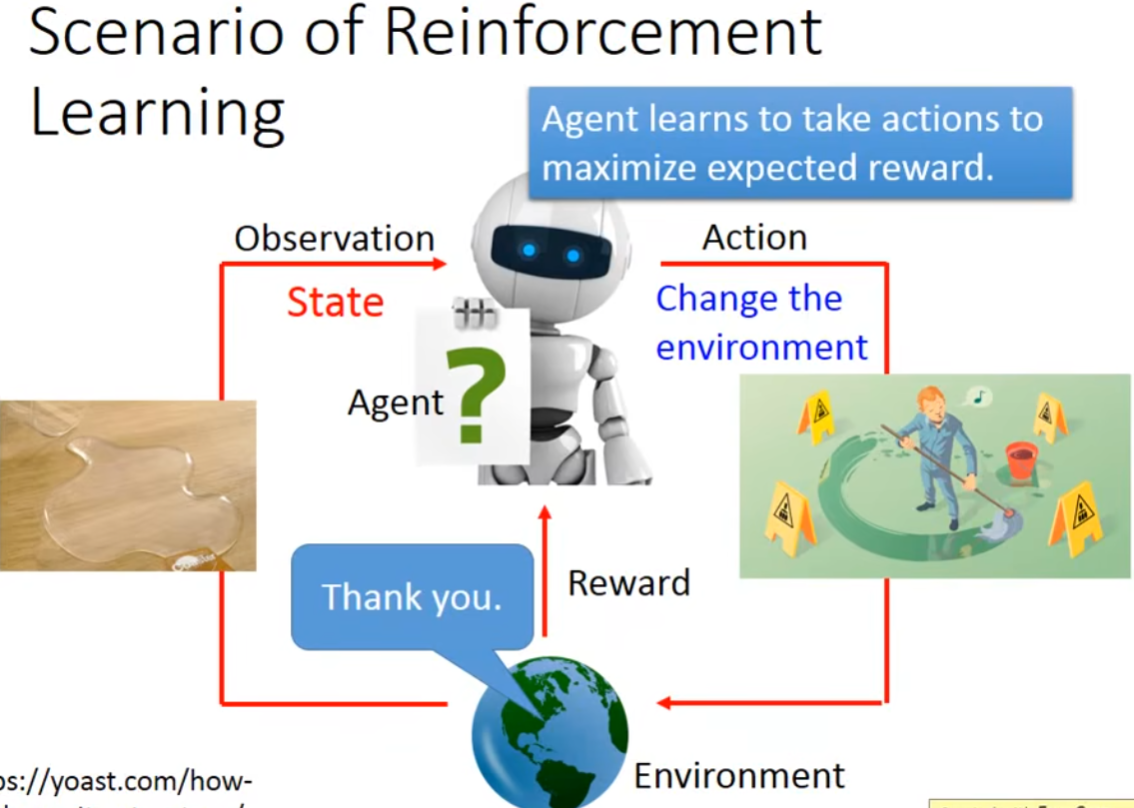 Scenario of Reinforcement
Learning
Agent learns to take actions to
maximize expected reward.
Observation
Action
State
Change the
environment
Agent
?
Thank you.
Reward
Environment
ps://yoast.com/how-